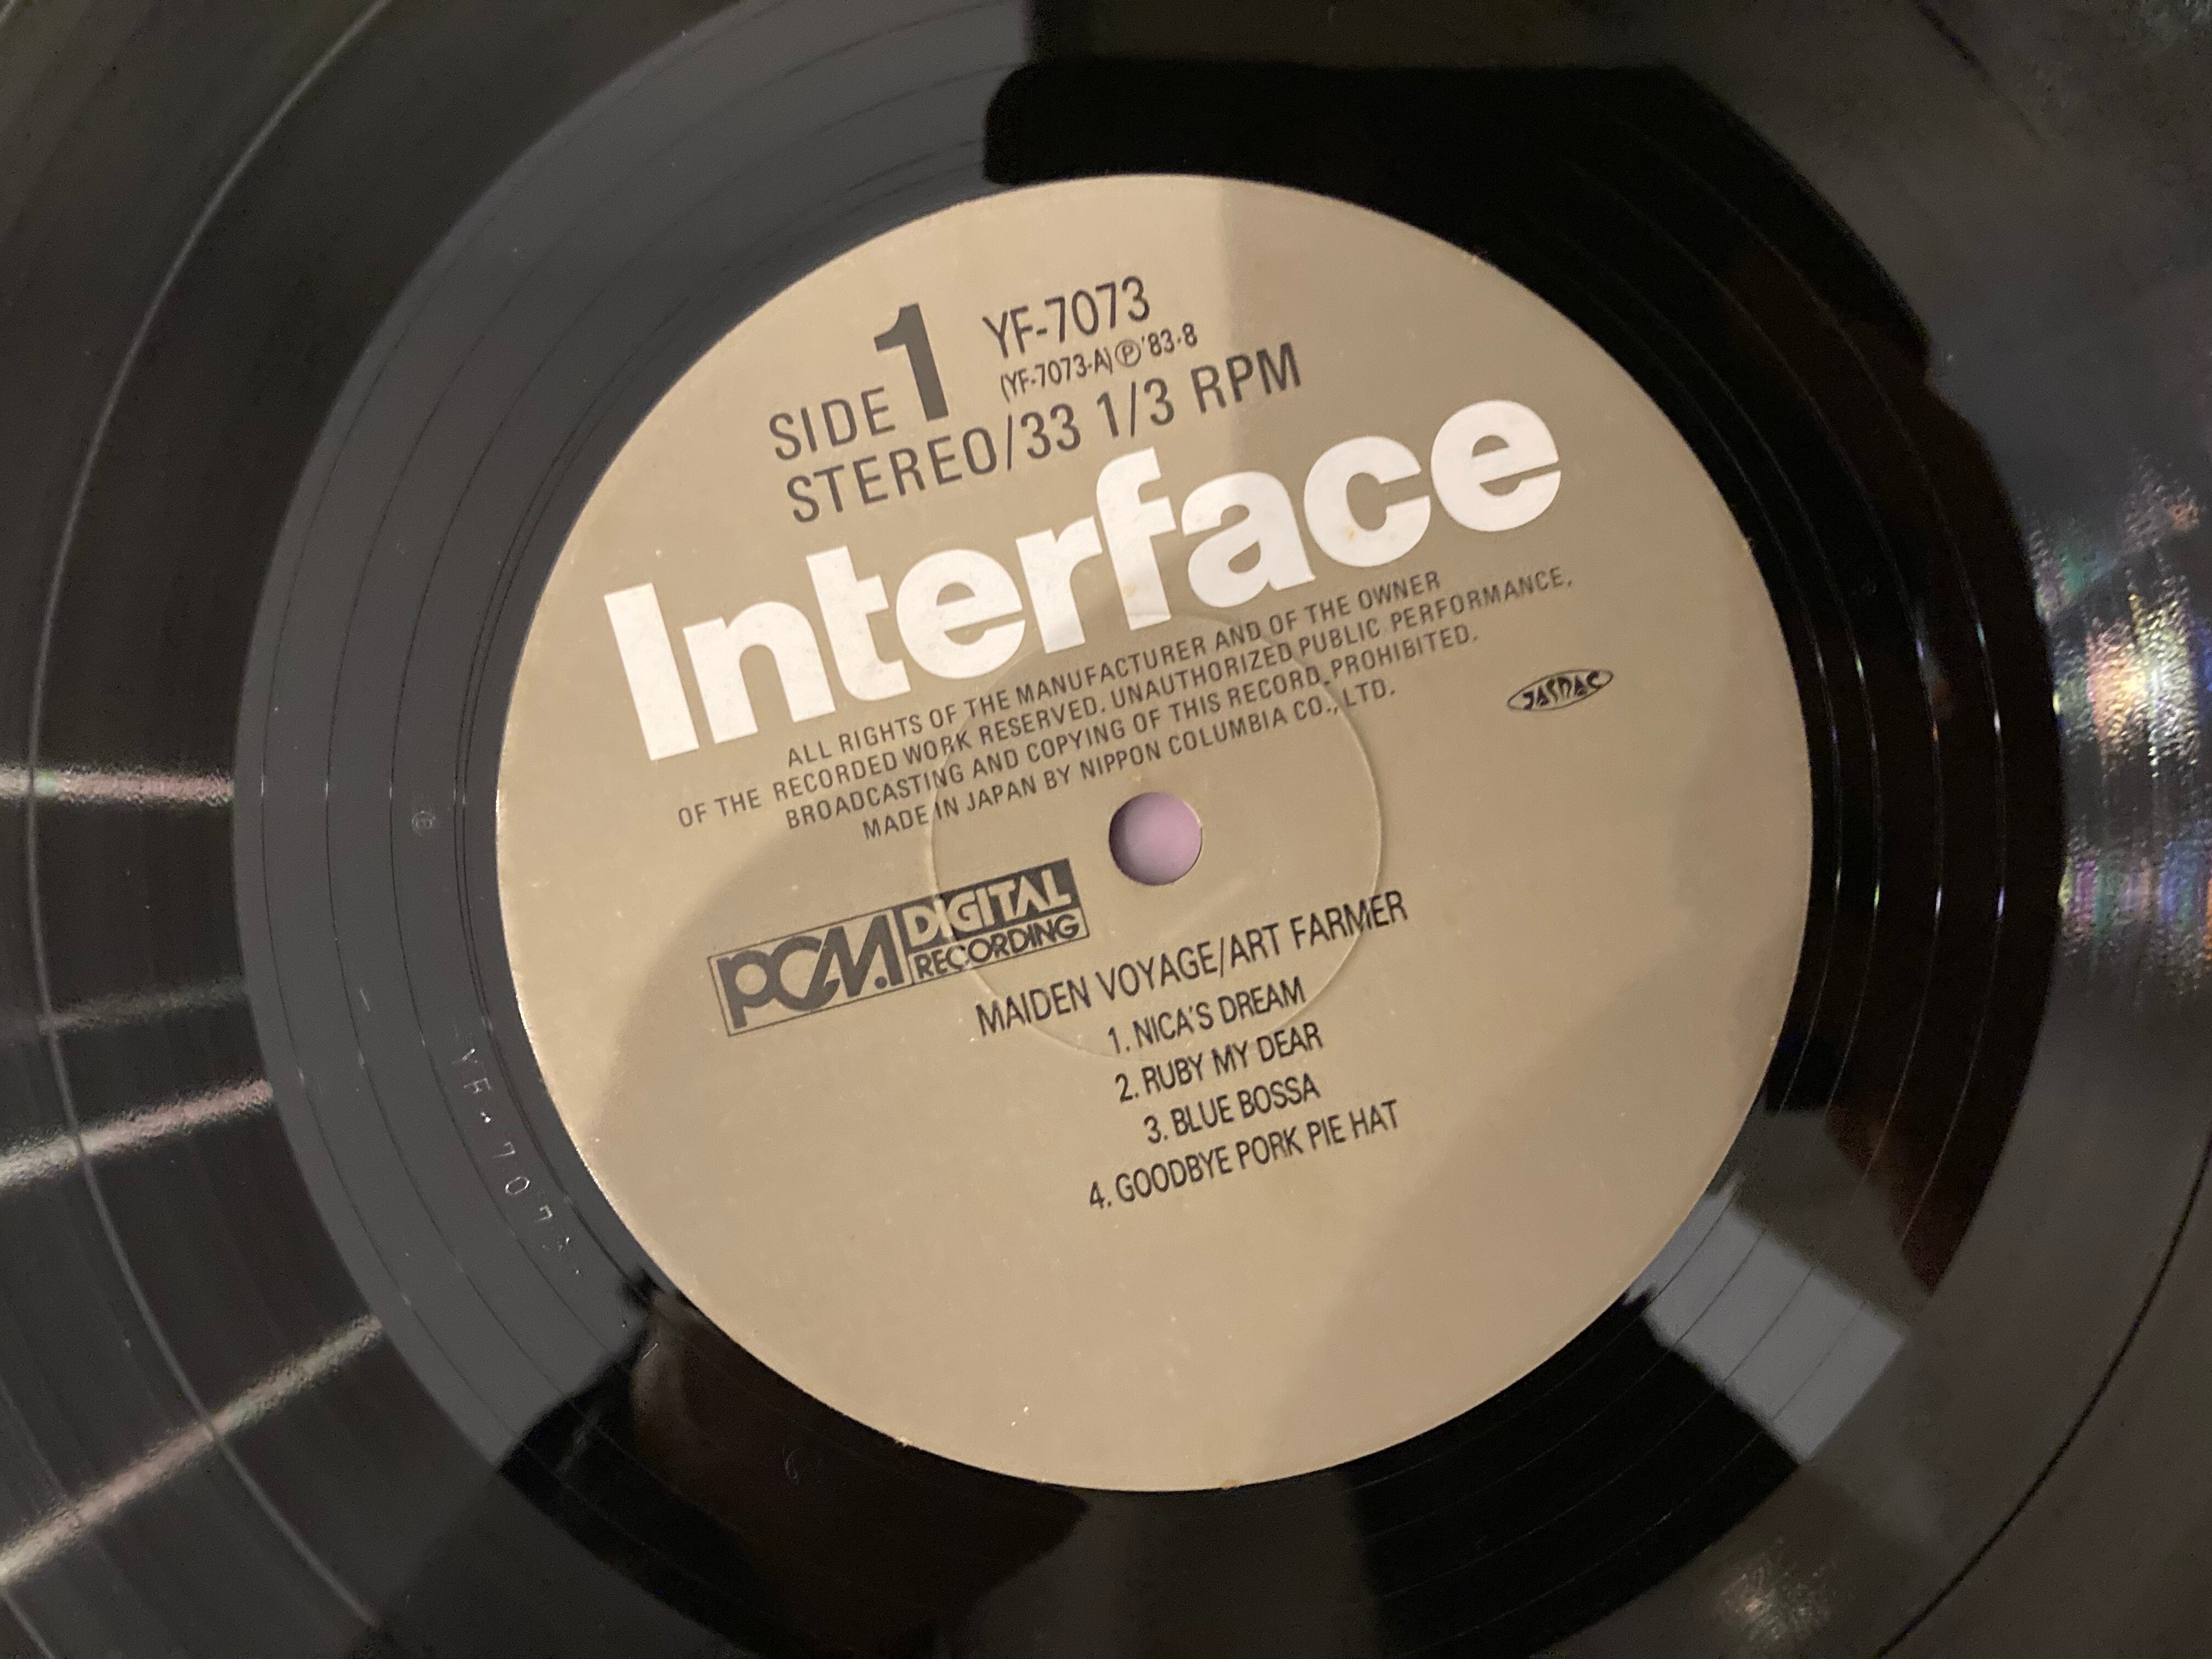 SIDE 1 YF-7073
(YF-7073-A) Ⓟ'83·8
STEREO/33 1/3 RPM
Interface
ALL RIGHTS OF THE MANUFACTURER AND OF THE OWNER
OF THE RECORDED WORK RESERVED. UNAUTHORIZED PUBLIC PERFORMANCE,
BROADCASTING AND COPYING OF THIS RECORD PROHIBITED.
MADE IN JAPAN BY NIPPON COLUMBIA CO., LTD.
JASRAC
PCM DIGITAL
RECORDING
MAIDEN VOYAGE/ART FARMER
1. NICA'S DREAM
2. RUBY MY DEAR
3. BLUE BOSSA
4. GOODBYE PORK PIE HAT